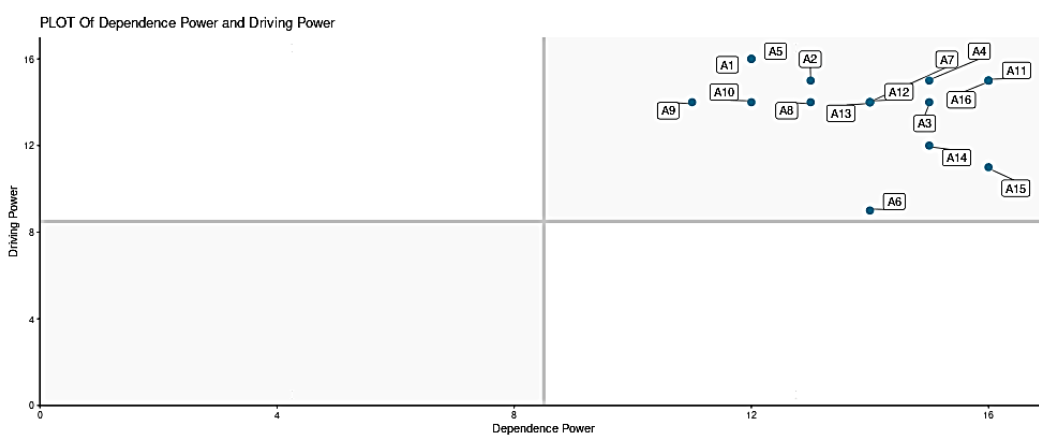 PLOT Of Dependence Power and Driving Power
16
12
8
4
0
Driving Power
A1
A5
A2
A7
A4
A11
A9
A10
A8
A13
A12
A16
A3
A14
A15
A6
0
4
8
12
16
Dependence Power